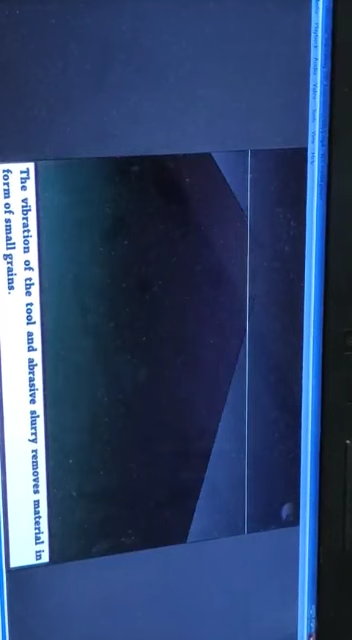 The vibration of the tool and abrasive slurry removes material in
form of small grains.